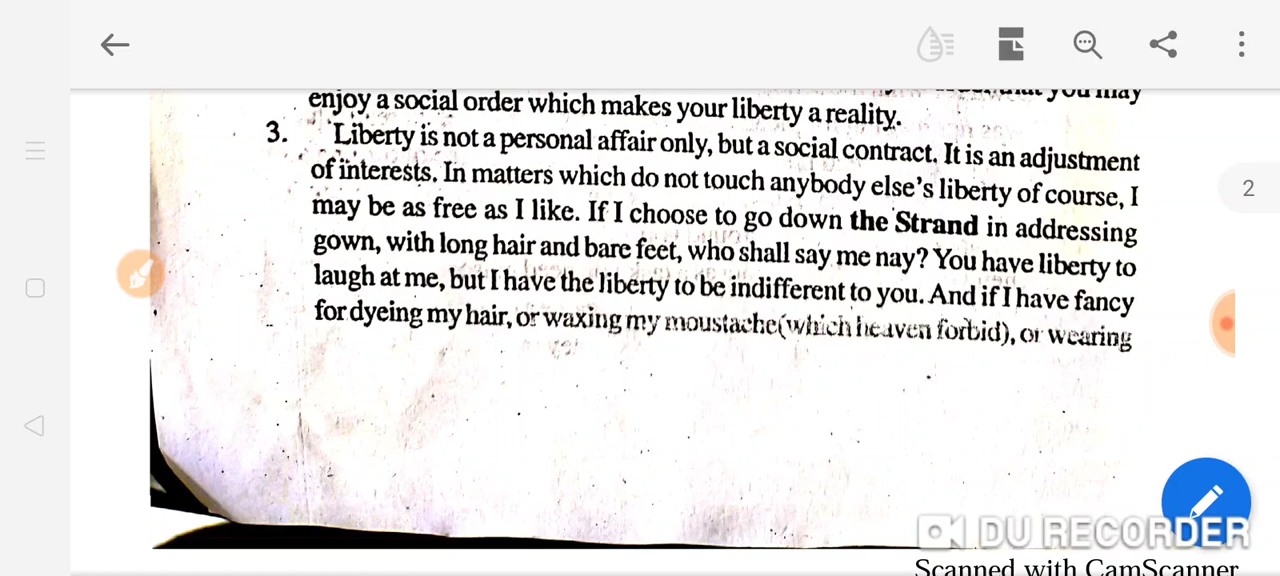 you may
enjoy a social order which makes your liberty a reality.
3. Liberty is not a personal affair only, but a social contract. It is an adjustment
of interests. In matters which do not touch anybody else's liberty of course, I
may be as free as I like. If I choose to go down the Strand in addressing
gown, with long hair and bare feet, who shall say me nay? You have liberty to
laugh at me, but I have the liberty to be indifferent to you. And if I have fancy
for dyeing my hair, or waxing my moustache(which heaven forbid), or wearing
2
DU RECORDER
Scanned with CamScanner